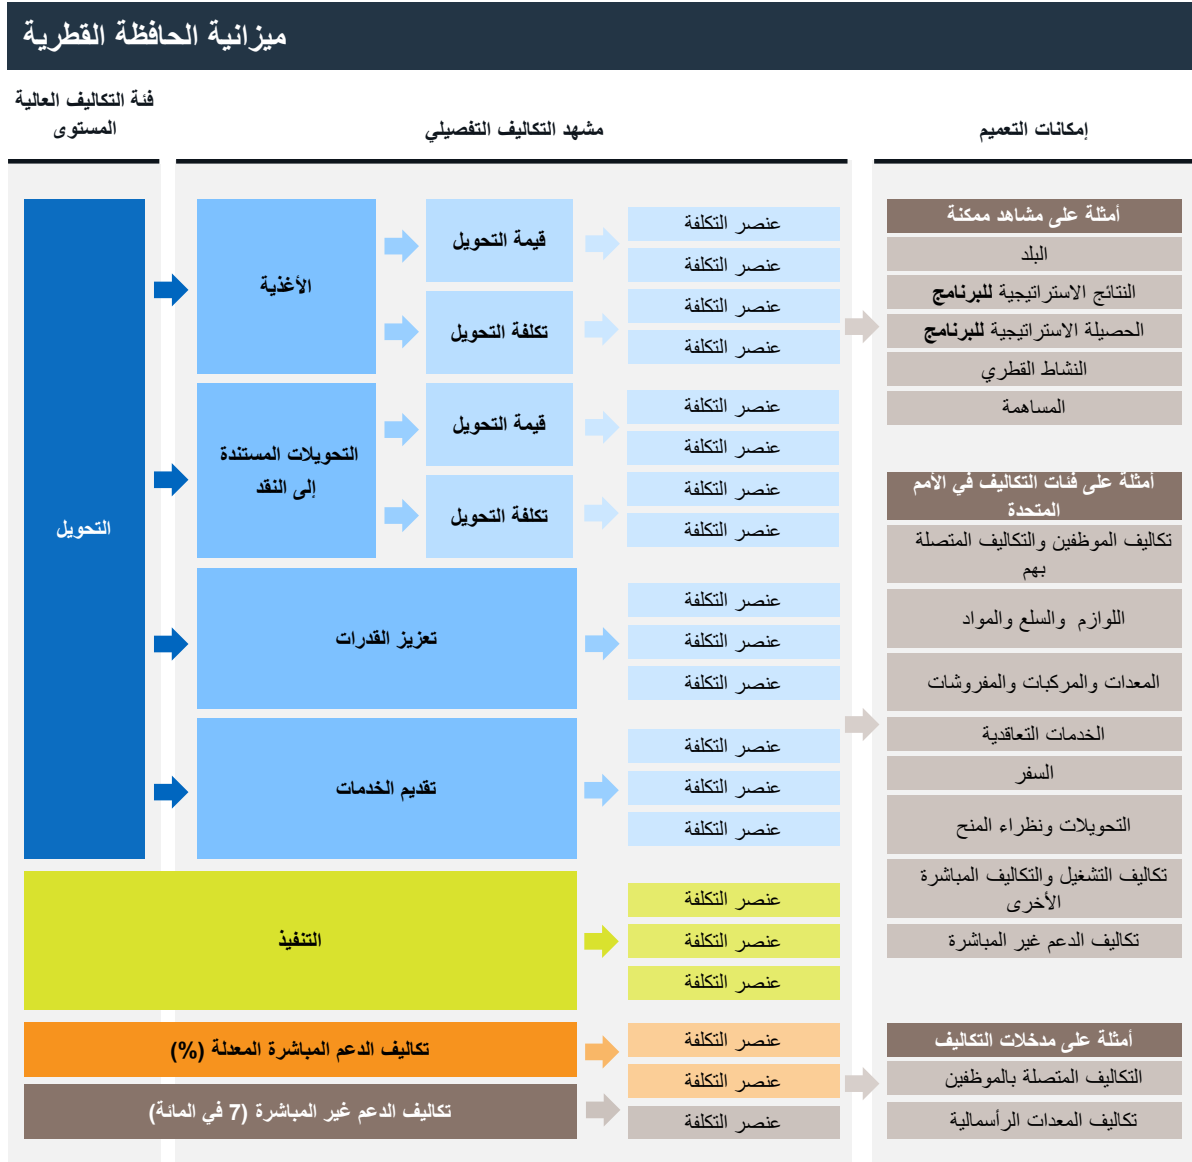 ميزانية الحافظة القطرية
فئة التكاليف العالية
المستوى
مشهد التكاليف التفصيلي
إمكانات التعميم
التحويل
الأغذية
قيمة التحويل
عنصر التكلفة
عنصر التكلفة
تكلفة التحويل
عنصر التكلفة
عنصر التكلفة
التحويلات المستندة
إلى النقد
قيمة التحويل
عنصر التكلفة
عنصر التكلفة
تكلفة التحويل
عنصر التكلفة
عنصر التكلفة
تعزيز القدرات
عنصر التكلفة
عنصر التكلفة
عنصر التكلفة
تقديم الخدمات
عنصر التكلفة
عنصر التكلفة
عنصر التكلفة
التنفيذ
عنصر التكلفة
عنصر التكلفة
عنصر التكلفة
تكاليف الدعم المباشرة المعدلة (%)
عنصر التكلفة
عنصر التكلفة
تكاليف الدعم غير المباشرة (7 في المائة)
عنصر التكلفة
أمثلة على مشاهد ممكنة
البلد
النتائج الاستراتيجية للبرنامج
الحصيلة الاستراتيجية للبرنامج
النشاط القطري
المساهمة
أمثلة على فئات التكاليف في الأمم
المتحدة
تكاليف الموظفين والتكاليف المتصلة
بهم
اللوازم والسلع والمواد
المعدات والمركبات والمفروشات
الخدمات التعاقدية
السفر
التحويلات ونظراء المنح
تكاليف التشغيل والتكاليف المباشرة
الأخرى
تكاليف الدعم غير المباشرة
أمثلة على مدخلات التكاليف
التكاليف المتصلة بالموظفين
تكاليف المعدات الرأسمالية